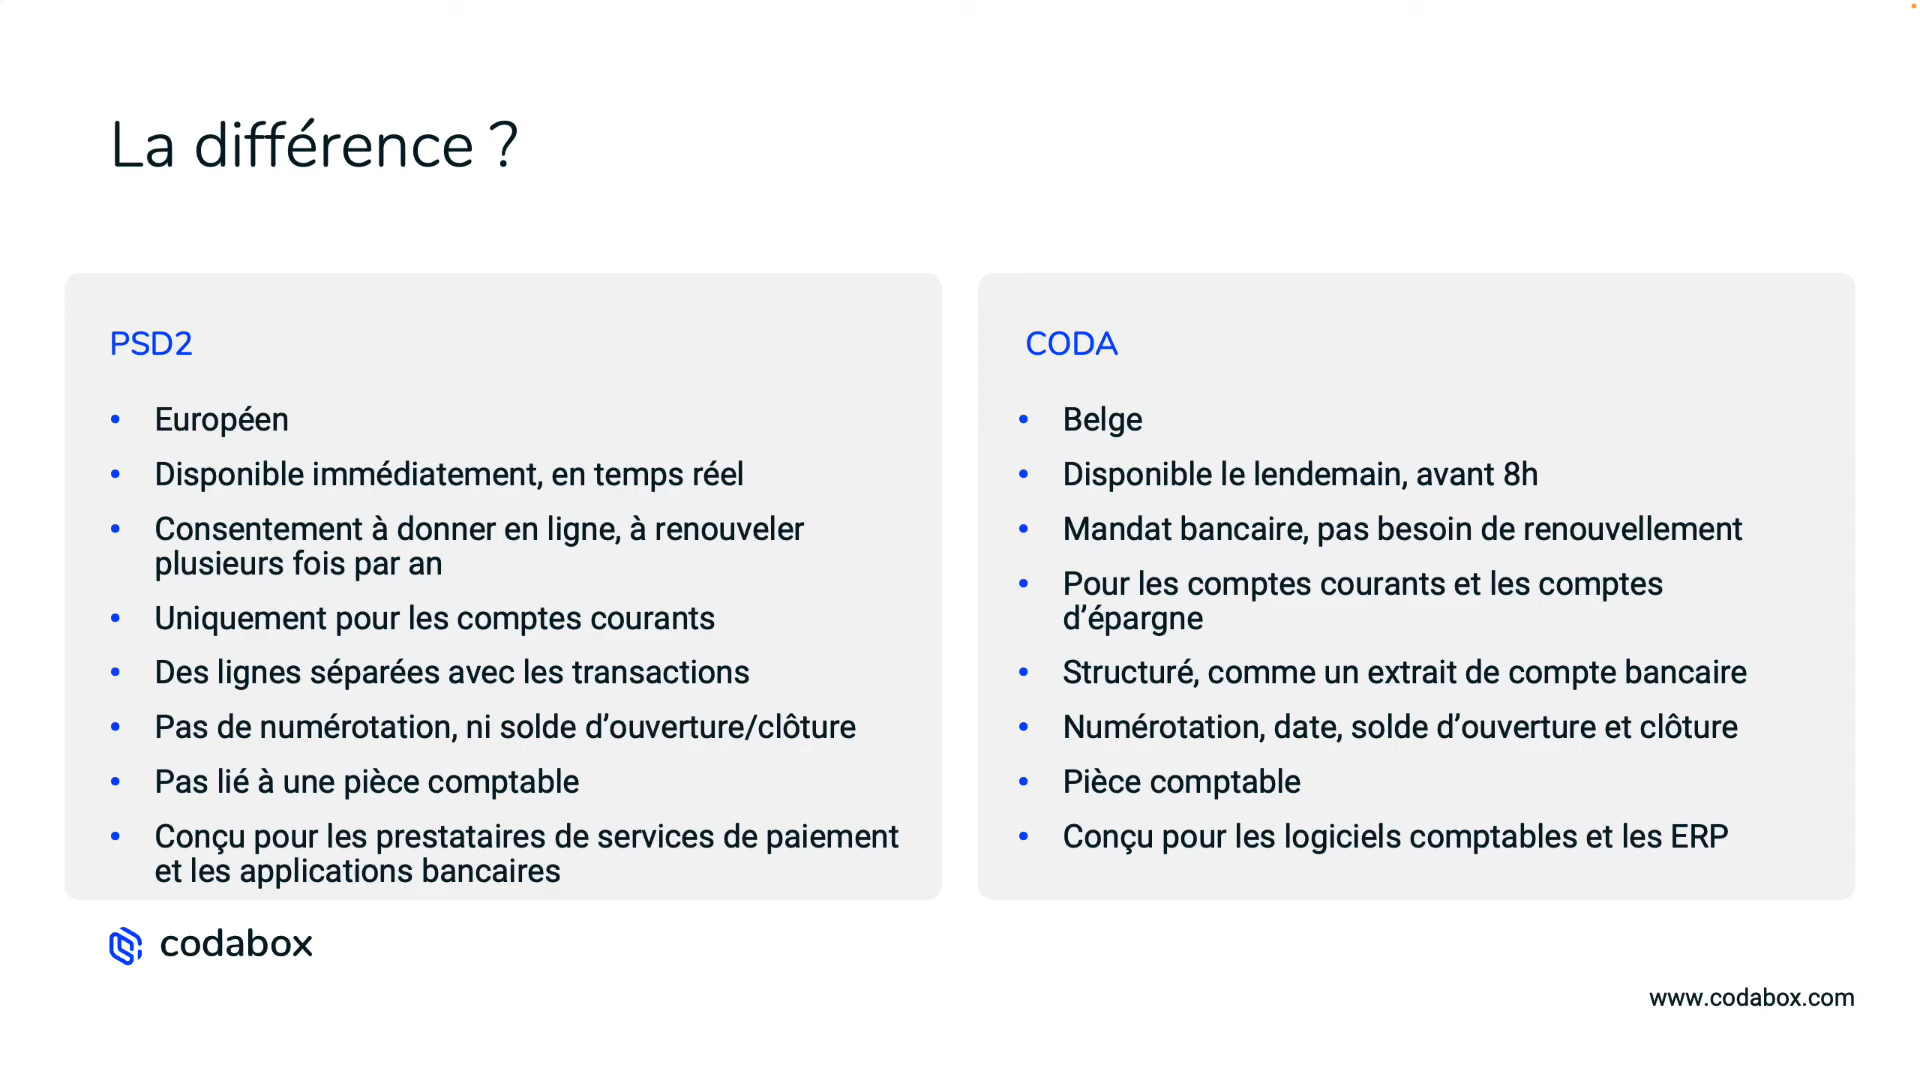 La différence ?
PSD2
• Européen
• Disponible immédiatement, en temps réel
• Consentement à donner en ligne, à renouveler
plusieurs fois par an
• Uniquement pour les comptes courants
• Des lignes séparées avec les transactions
• Pas de numérotation, ni solde d’ouverture/clôture
• Pas lié à une pièce comptable
• Conçu pour les prestataires de services de paiement
et les applications bancaires
CODA
• Belge
• Disponible le lendemain, avant 8h
• Mandat bancaire, pas besoin de renouvellement
• Pour les comptes courants et les comptes
d’épargne
• Structuré, comme un extrait de compte bancaire
• Numérotation, date, solde d’ouverture et clôture
• Pièce comptable
• Conçu pour les logiciels comptables et les ERP
codabox
www.codabox.com